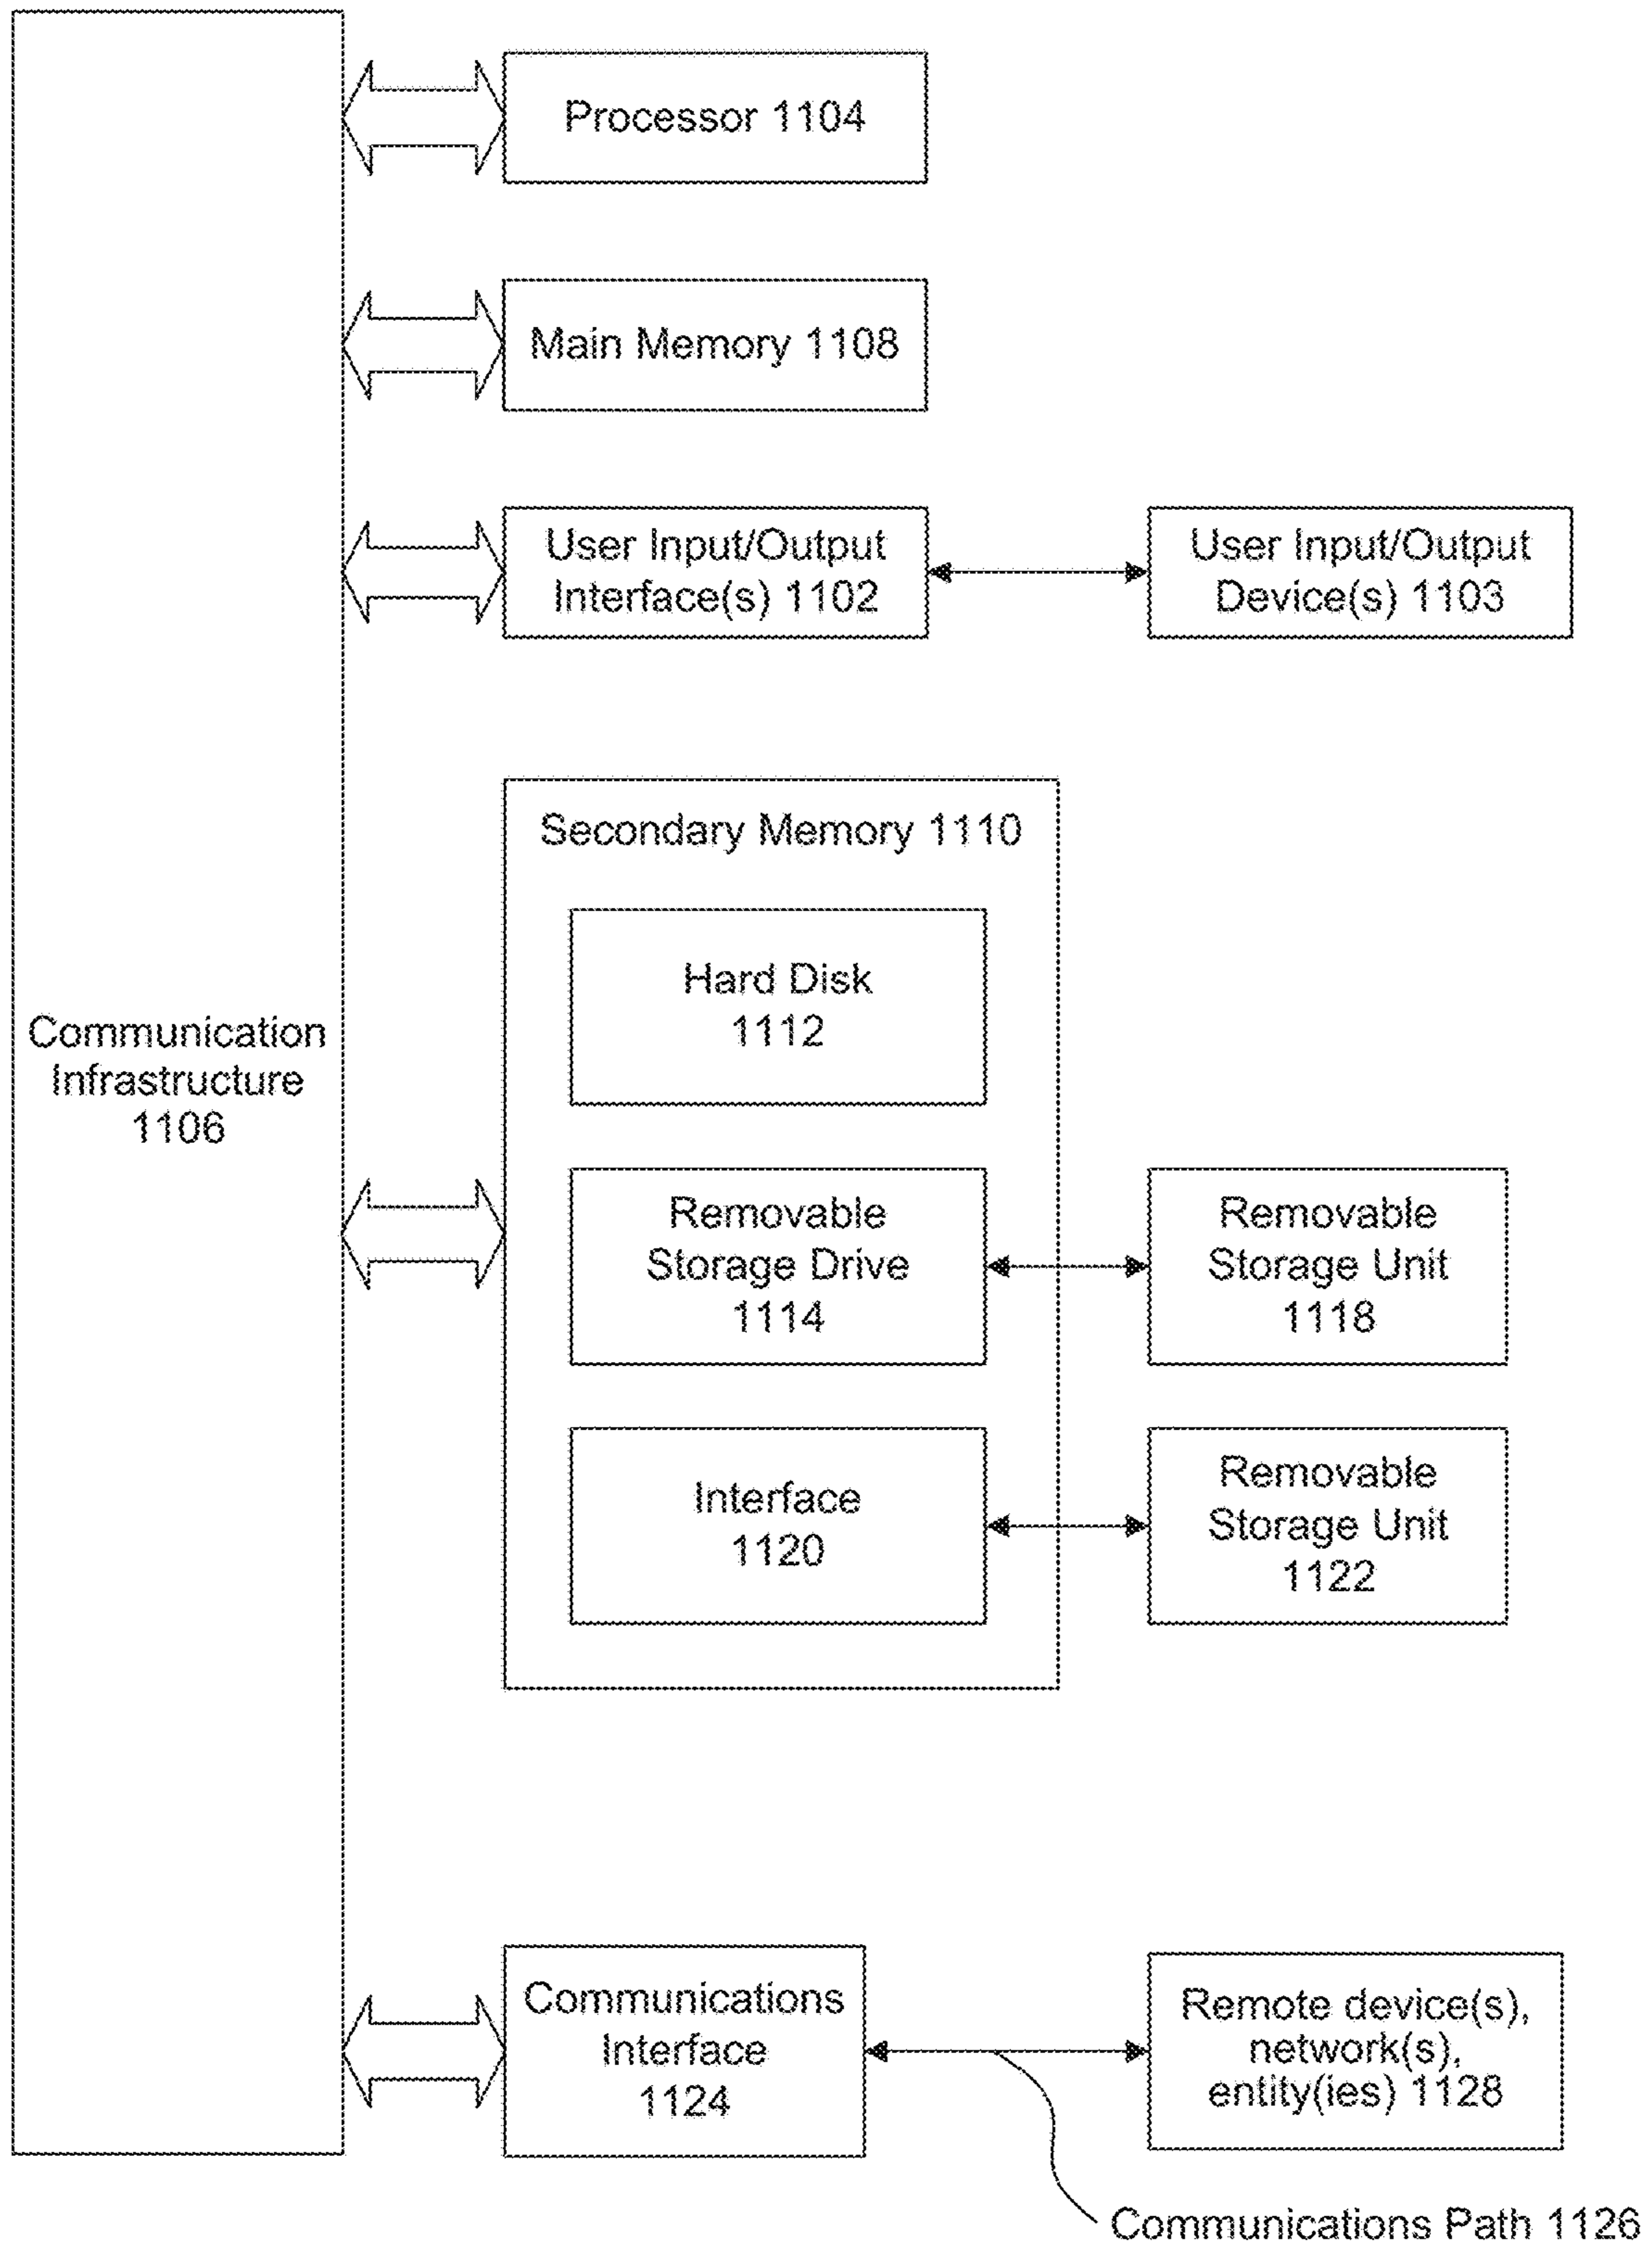 Processor 1104
Main Memory 1108
User Input/Output
Interface(s) 1102
User Input/Output
Device(s) 1103
Secondary Memory 1110
Hard Disk
1112
Communication
Infrastructure
1106
Removable
Storage Drive
1114
Removable
Storage Unit
1118
Interface
1120
Removable
Storage Unit
1122
Communications
Interface
1124
Remote device(s),
network(s),
entity(ies) 1128
Communications Path 1126